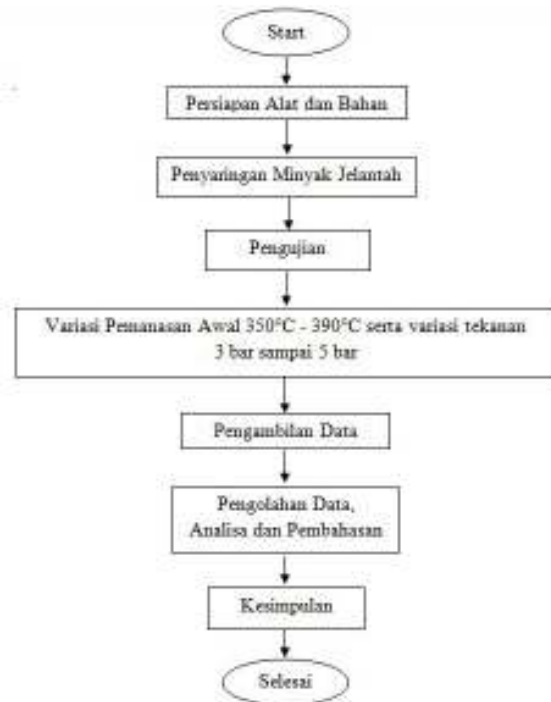 Start
Persiapan Alat dan Bahan
Penyaringan Minyak Jelantah
Pengujian
Variasi Pemanasan Awal 350°C - 390°C serta variasi tekanan
3 bar sampai 5 bar
Pengambilan Data
Pengolahan Data,
Analisa dan Pembahasan
Kesimpulan
Selesai